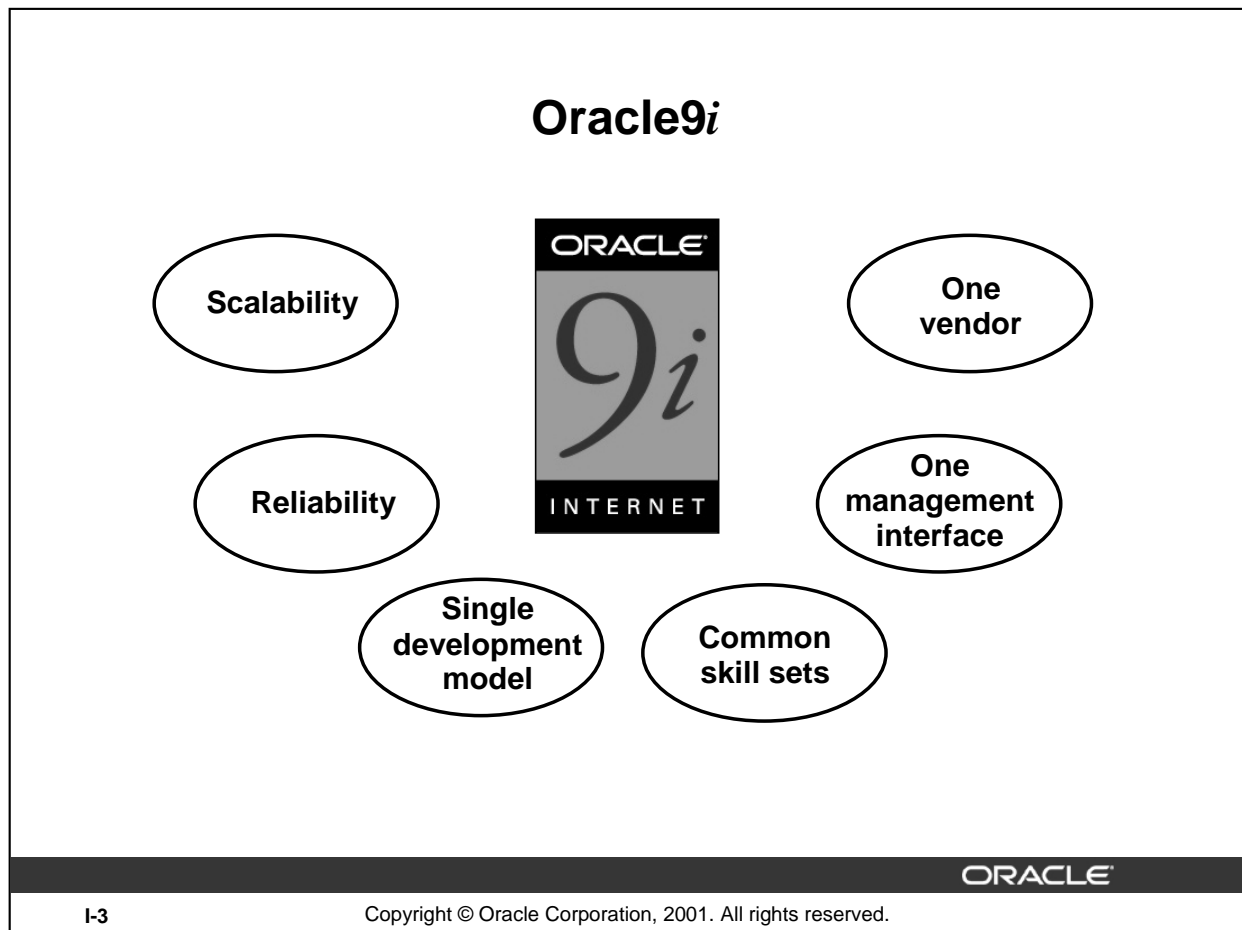 Oracle9i
ORACLE®
9i
INTERNET
Scalability
One
vendor
Reliability
One
management
interface
Single
development
model
Common
skill sets
ORACLE®
I-3
Copyright © Oracle Corporation, 2001. All rights reserved.